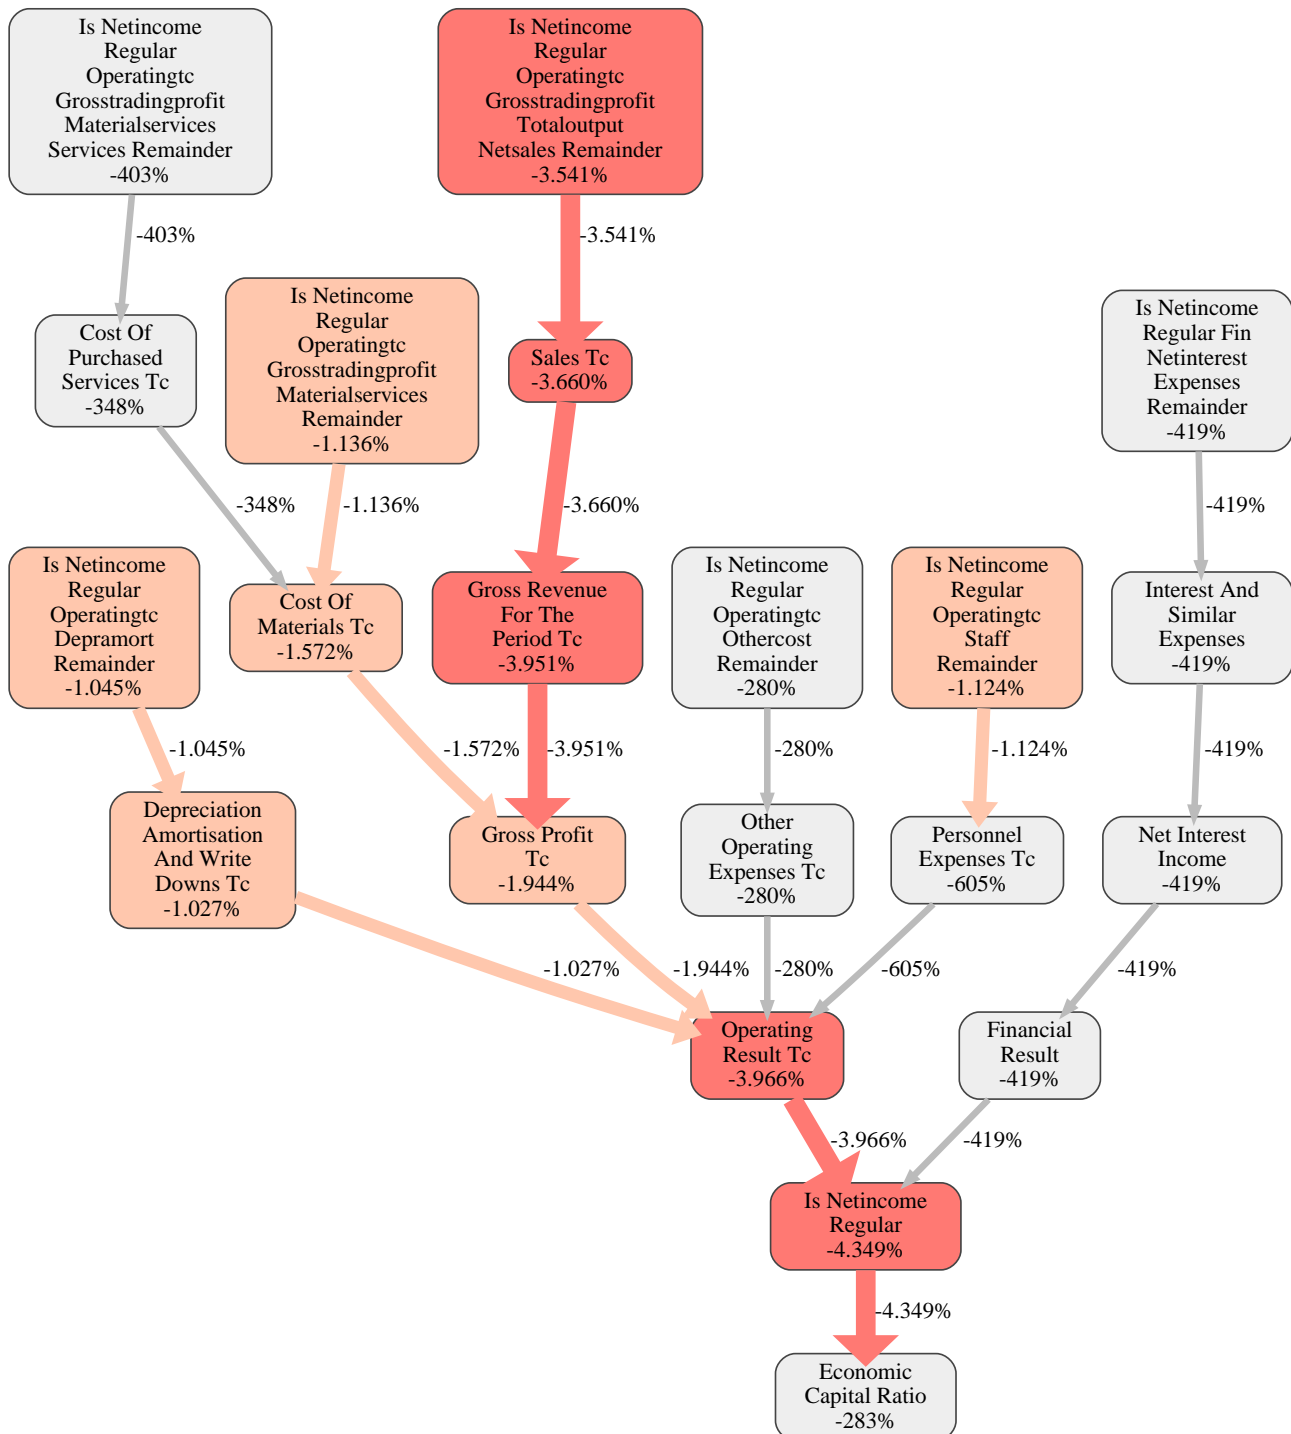 Is Netincome
Regular
Operatingtc
Grosstradingprofit
Materialservices
Services Remainder
-403%
Is Netincome
Regular
Operatingtc
Grosstradingprofit
Totaloutput
Netsales Remainder
-3.541%
-403%
-3.541%
Cost Of
Purchased
Services Tc
-348%
Is Netincome
Regular
Operatingtc
Grosstradingprofit
Materialservices
Remainder
-1.136%
Sales Tc
-3.660%
Is Netincome
Regular Fin
Netinterest
Expenses
Remainder
-419%
-348%
-1.136%
-3.660%
-419%
Is Netincome
Regular
Operatingtc
Depramort
Remainder
-1.045%
Cost Of
Materials Tc
-1.572%
Gross Revenue
For The
Period Tc
-3.951%
Is Netincome
Regular
Operatingtc
Othercost
Remainder
-280%
Is Netincome
Regular
Operatingtc
Staff
Remainder
-1.124%
Interest And
Similar
Expenses
-419%
-1.045%
-1.572%
-3.951%
-280%
-1.124%
-419%
Depreciation
Amortisation
And Write
Downs Tc
-1.027%
Gross Profit
Tc
-1.944%
Other
Operating
Expenses Tc
-280%
Personnel
Expenses Tc
-605%
Net Interest
Income
-419%
-1.027%
-1.944%
-280%
-605%
-419%
Operating
Result Tc
-3.966%
Financial
Result
-419%
-3.966%
-419%
Is Netincome
Regular
-4.349%
-4.349%
Economic
Capital Ratio
-283%